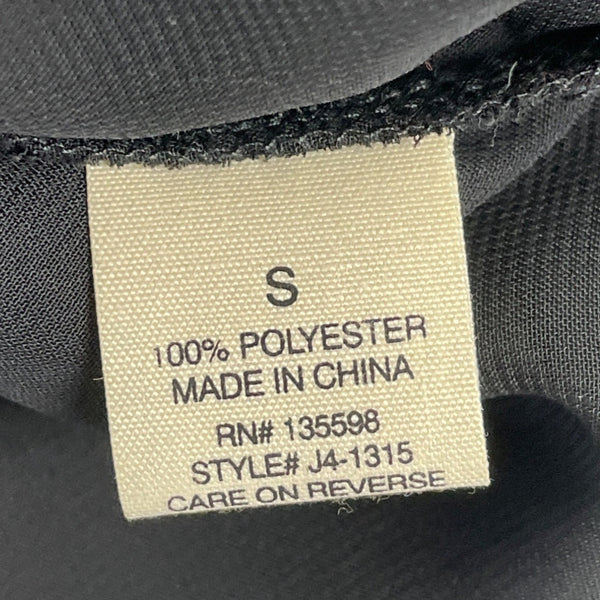 S
100% POLYESTER
MADE IN CHINA
RN# 135598
STYLE# J4-1315
CARE ON REVERSE